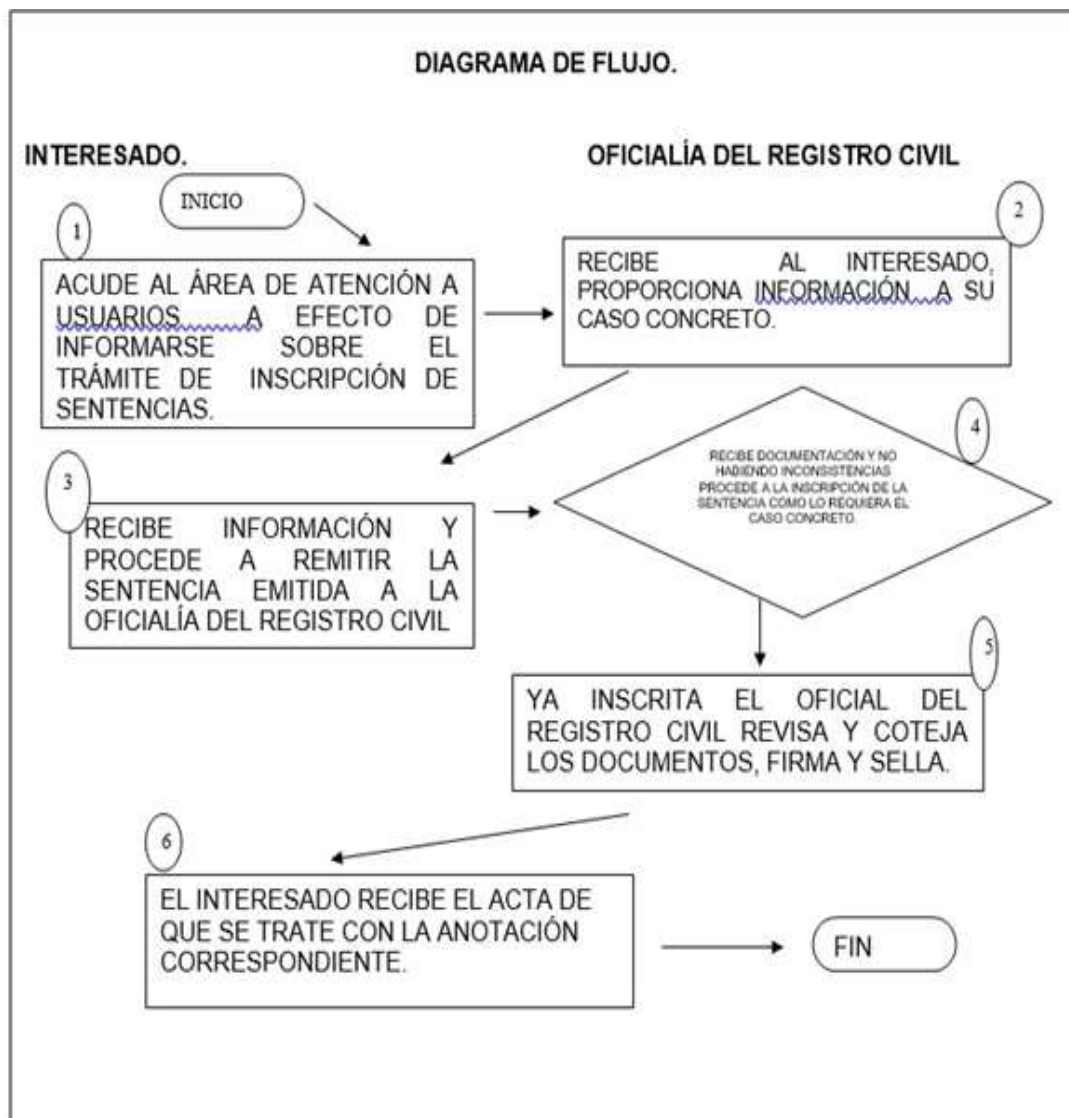 DIAGRAMA DE FLUJO.
INTERESADO.
OFICIALÍA DEL REGISTRO CIVIL
INICIO
1
ACUDE AL ÁREA DE ATENCIÓN A
USUARIOS A EFECTO DE
INFORMARSE SOBRE EL
TRÁMITE DE INSCRIPCIÓN DE
SENTENCIAS.
2
RECIBE AL INTERESADO,
PROPORCIONA INFORMACIÓN A SU
CASO CONCRETO.
3
RECIBE INFORMACIÓN Y
PROCEDE A REMITIR LA
SENTENCIA EMITIDA A LA
OFICIALÍA DEL REGISTRO CIVIL
4
RECIBE DOCUMENTACIÓN Y NO
HABIENDO INCONSISTENCIAS
PROCEDE A LA INSCRIPCIÓN DE LA
SENTENCIA COMO LO REQUIERA EL
CASO CONCRETO.
5
YA INSCRITA EL OFICIAL DEL
REGISTRO CIVIL REVISA Y COTEJA
LOS DOCUMENTOS, FIRMA Y SELLA.
6
EL INTERESADO RECIBE EL ACTA DE
QUE SE TRATE CON LA ANOTACIÓN
CORRESPONDIENTE.
FIN